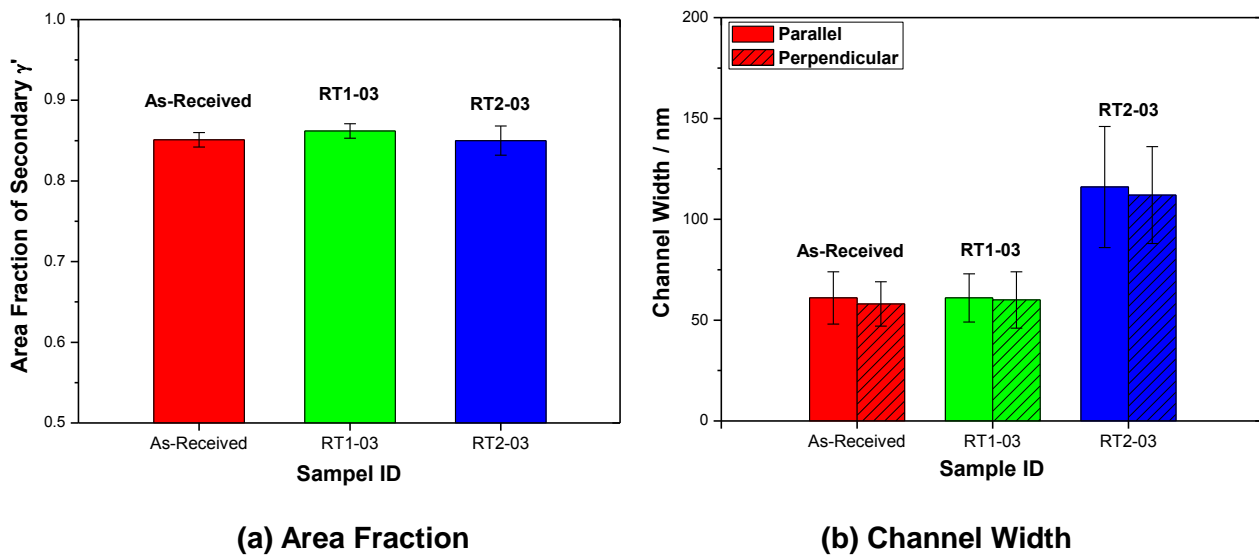 1.0
0.9
0.8
0.7
0.6
0.5
Area Fraction of Secondary γ'
As-Received
RT1-03
RT2-03
As-Received
RT1-03
RT2-03
Sampel ID
(a) Area Fraction
200
150
100
50
0
Channel Width / nm
Parallel
Perpendicular
As-Received
RT1-03
RT2-03
As-Received
RT1-03
RT2-03
Sample ID
(b) Channel Width